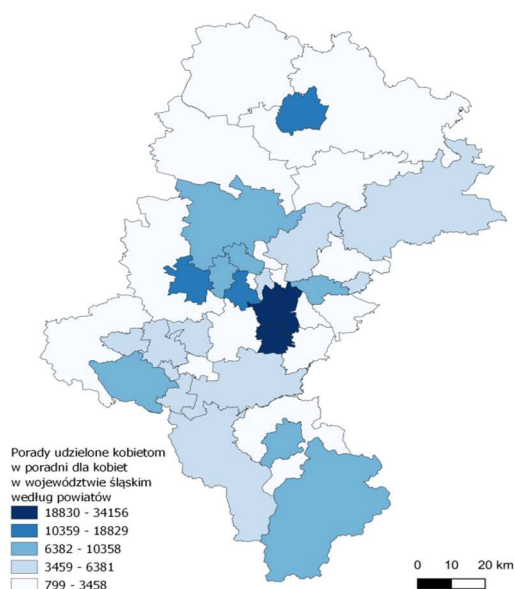 Porady udzielone kobietom
w poradni dla kobiet
w województwie śląskim
według powiatów
18830 - 34156
10359 - 18829
6382 - 10358
3459 - 6381
799 - 3458
0 10 20 km